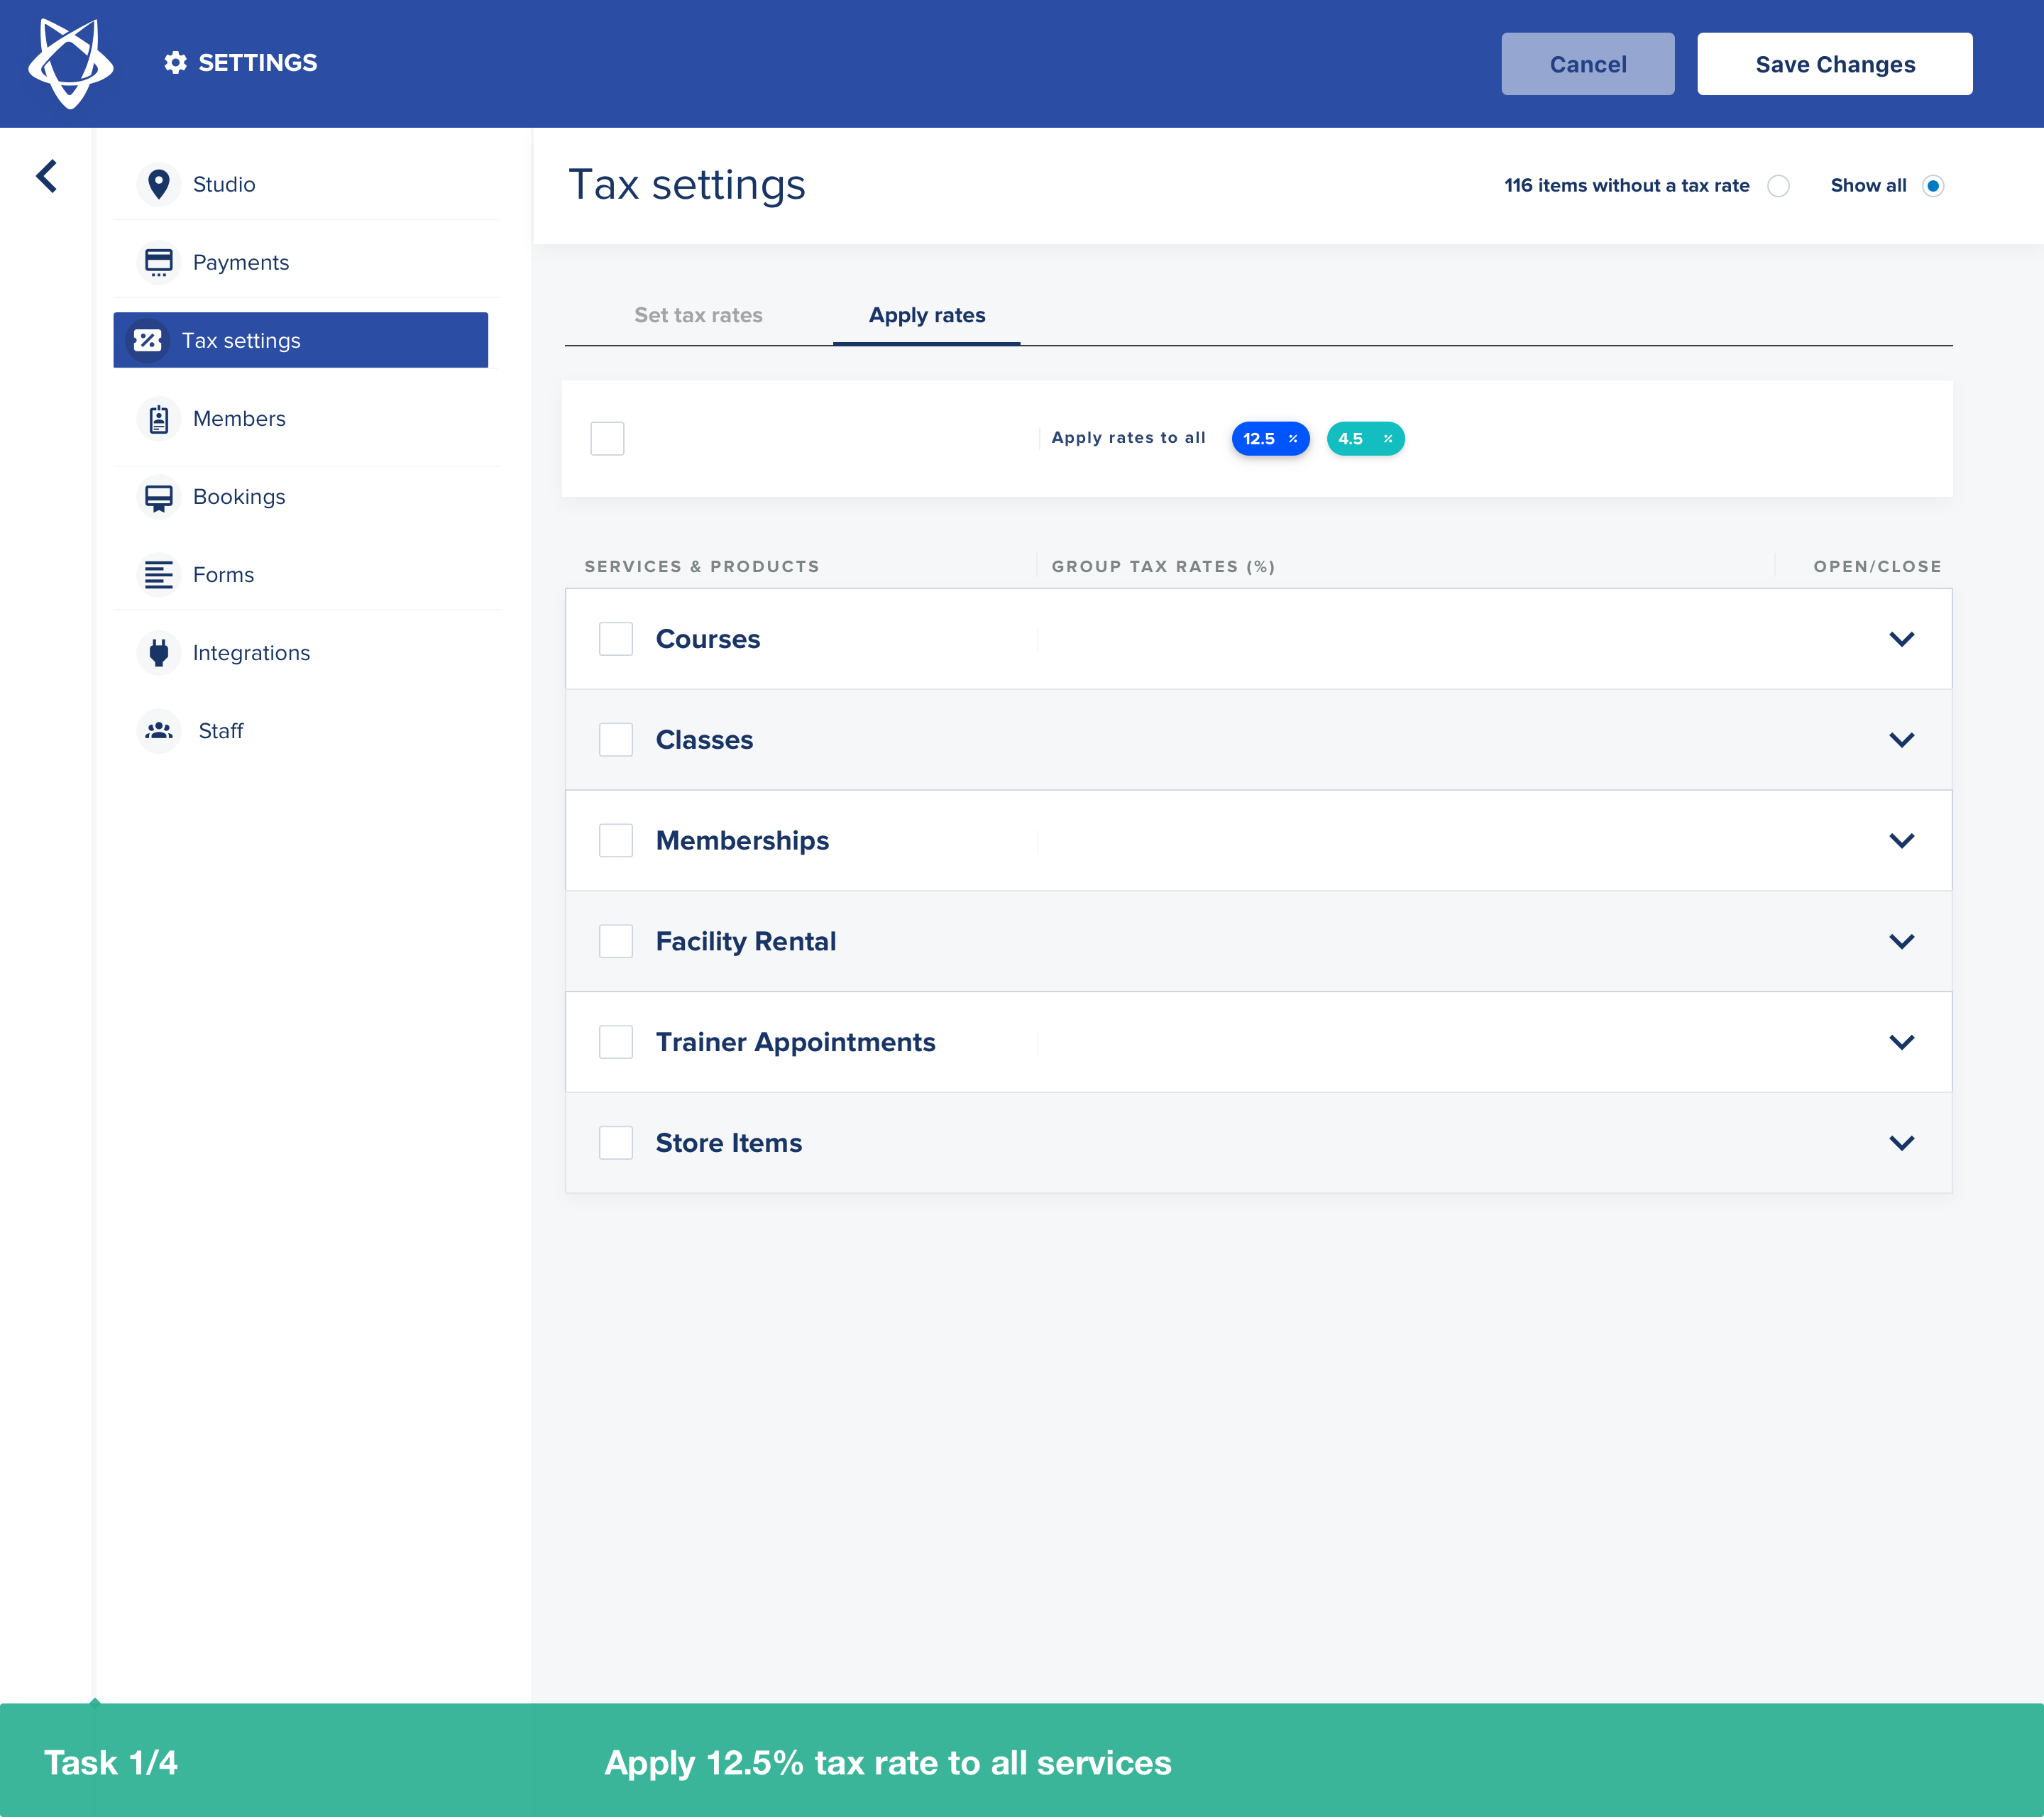 SETTINGS
Cancel
Save Changes
Studio
Payments
Tax settings
Members
Bookings
Forms
Integrations
Staff
Tax settings
116 items without a tax rate
Show all
Set tax rates
Apply rates
Apply rates to all
12.5 %
4.5 %
SERVICES & PRODUCTS
GROUP TAX RATES (%)
OPEN/CLOSE
Courses
Classes
Memberships
Facility Rental
Trainer Appointments
Store Items
Task 1/4
Apply 12.5% tax rate to all services